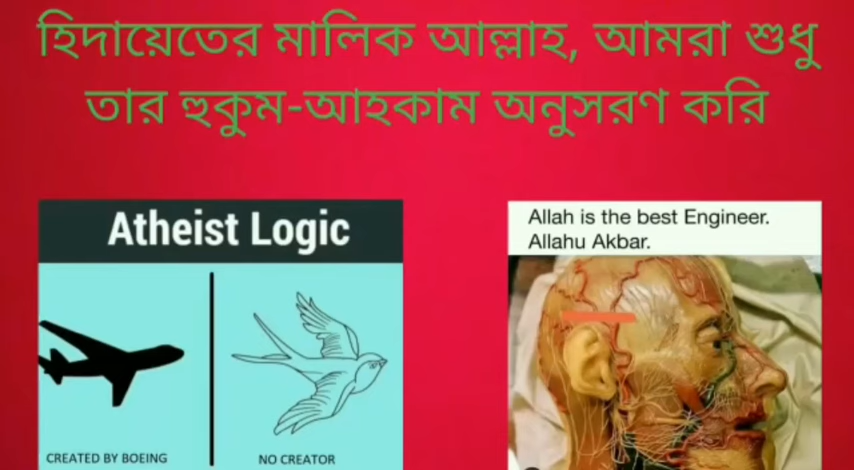 হিদায়েতের মালিক আল্লাহ, আমরা শুধু
তার হুকুম-আহকাম অনুসরণ করি
Atheist Logic
CREATED BY BOEING
NO CREATOR
Allah is the best Engineer.
Allahu Akbar.